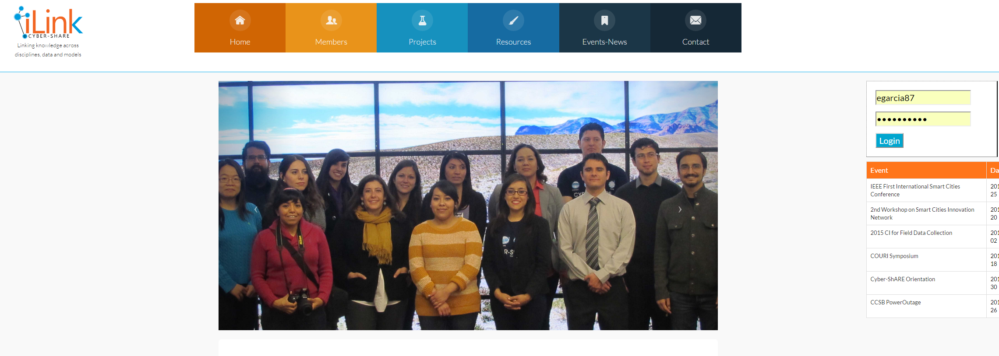 iLink
CYBER-SHARE
Linking knowledge across
disciplines, data and models
Home
Members
Projects
Resources
Events-News
Contact
egarcia87
••••••••••
Login
Nikon
CYB
R-S
Event
Da
IEEE First International Smart Cities
Conference
201
25
2nd Workshop on Smart Cities Innovation
Network
201
20
2015 CI for Field Data Collection
201
02
COURI Symposium
201
18
Cyber-ShARE Orientation
201
30
CCSB PowerOutage
201
26